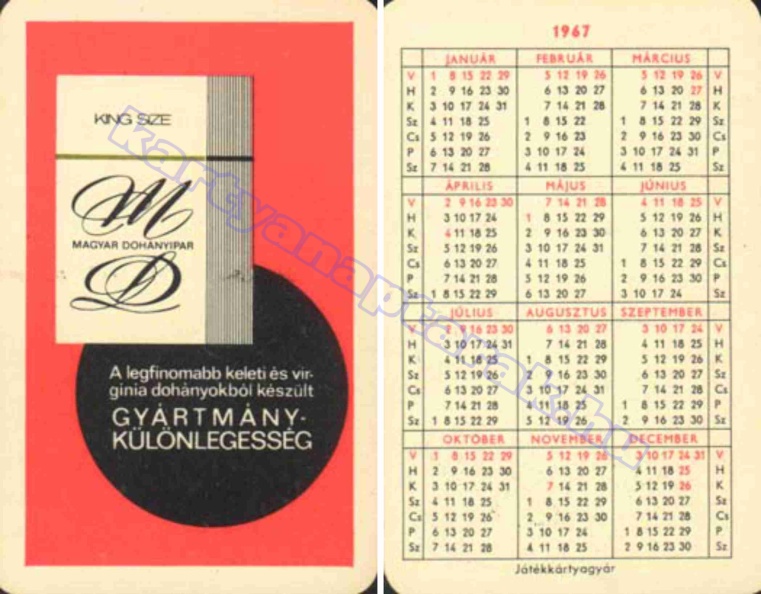 KING SIZE
M
MAGYAR DOHÁNYIPAR
D
A legfinomabb keleti és vir-
ginia dohányokból készült
GYÁRTMÁNY-
KÜLÖNLEGESSÉG
1967
JANUÁR FEBRUÁR MÁRCIUS
V 1 8 15 22 29 5 12 19 26 5 12 19 26 V
H 2 9 16 23 30 6 13 20 27 6 13 20 27 H
K 3 10 17 24 31 7 14 21 28 7 14 21 28 K
Sz 4 11 18 25 1 8 15 22 1 8 15 22 29 Sz
Cs 5 12 19 26 2 9 16 23 2 9 16 23 30 Cs
P 6 13 20 27 3 10 17 24 3 10 17 24 31 P
Sz 7 14 21 28 4 11 18 25 4 11 18 25 Sz
ÁPRILIS MÁJUS JÚNIUS
V 2 9 16 23 30 7 14 21 28 4 11 18 25 V
H 3 10 17 24 1 8 15 22 29 5 12 19 26 H
K 4 11 18 25 2 9 16 23 30 6 13 20 27 K
Sz 5 12 19 26 3 10 17 24 31 7 14 21 28 Sz
Cs 6 13 20 27 4 11 18 25 1 8 15 22 29 Cs
P 7 14 21 28 5 12 19 26 2 9 16 23 30 P
Sz 1 8 15 22 29 6 13 20 27 3 10 17 24 Sz
JÚLIUS AUGUSZTUS SZEPTEMBER
V 2 9 16 23 30 6 13 20 27 3 10 17 24 V
H 3 10 17 24 31 7 14 21 28 4 11 18 25 H
K 4 11 18 25 1 8 15 22 29 5 12 19 26 K
Sz 5 12 19 26 2 9 16 23 30 6 13 20 27 Sz
Cs 6 13 20 27 3 10 17 24 31 7 14 21 28 Cs
P 7 14 21 28 4 11 18 25 1 8 15 22 29 P
Sz 1 8 15 22 29 5 12 19 26 2 9 16 23 30 Sz
OKTÓBER NOVEMBER DECEMBER
V 1 8 15 22 29 5 12 19 26 3 10 17 24 31 V
H 2 9 16 23 30 6 13 20 27 4 11 18 25 H
K 3 10 17 24 31 7 14 21 28 5 12 19 26 K
Sz 4 11 18 25 1 8 15 22 29 6 13 20 27 Sz
Cs 5 12 19 26 2 9 16 23 30 7 14 21 28 Cs
P 6 13 20 27 3 10 17 24 1 8 15 22 29 P
Sz 7 14 21 28 4 11 18 25 2 9 16 23 30 Sz
Játékkártyagyár
kartyanaptarak.hu